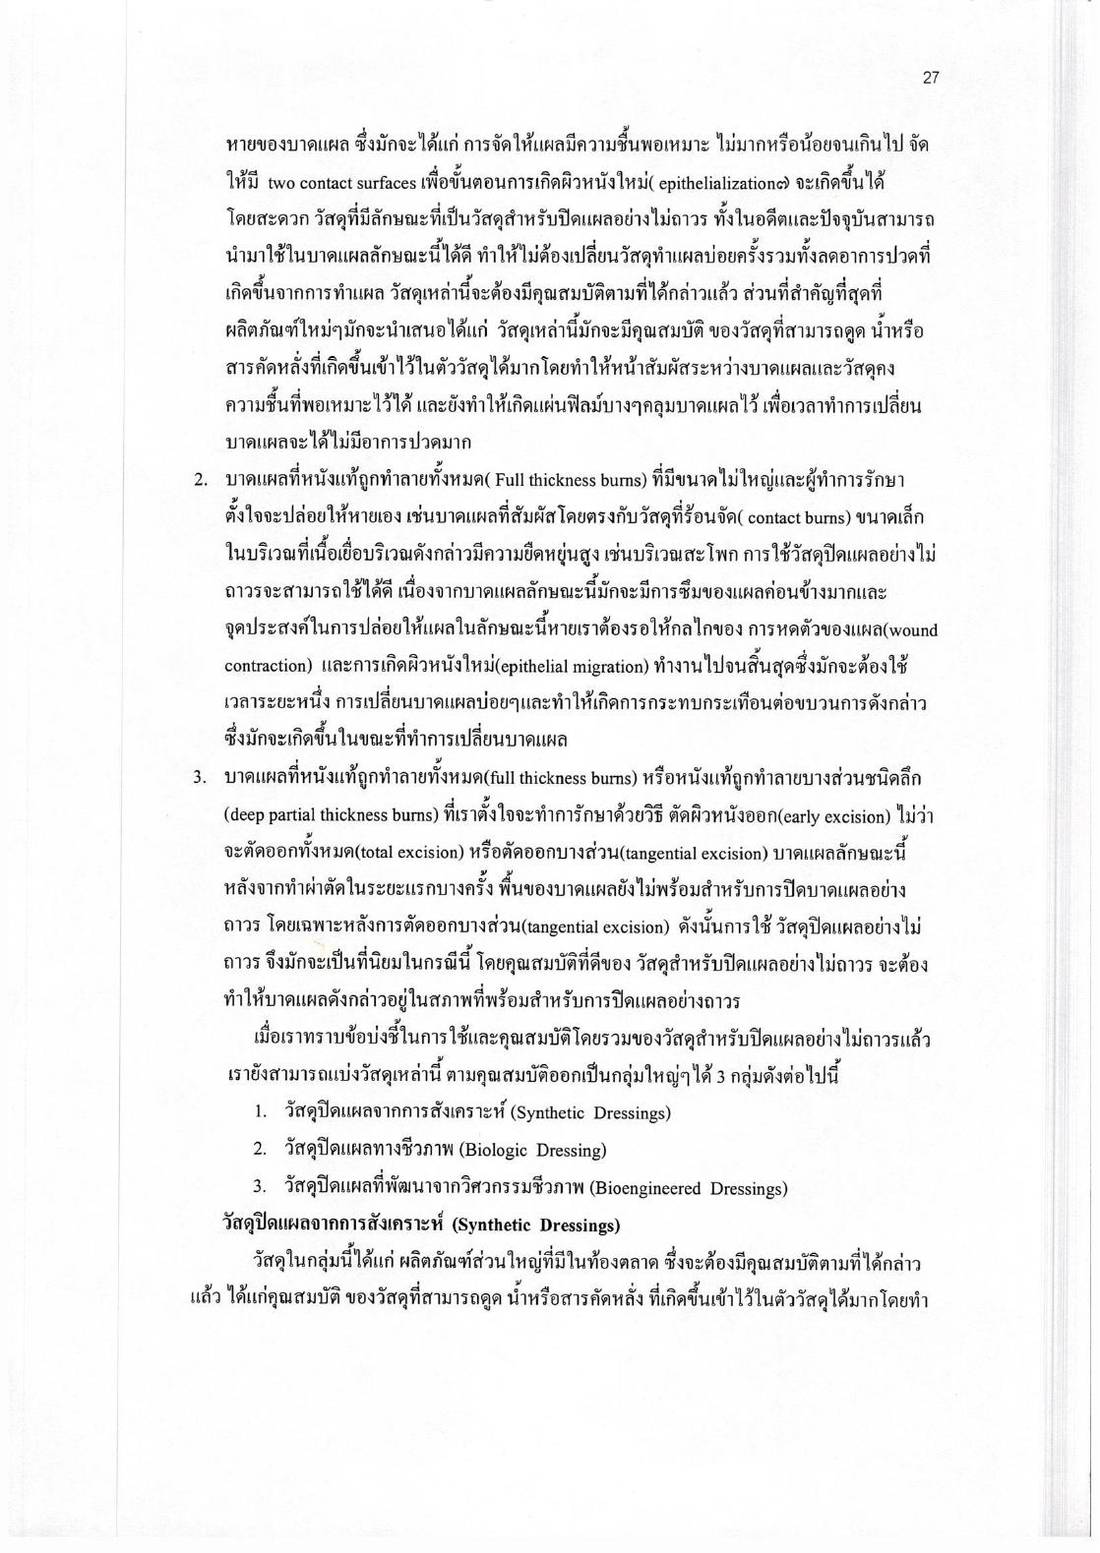 27
หายของบาดแผล ซึ่งมักจะได้แก่ การจัดให้แผลมีความชื้นพอเหมาะ ไม่มากหรือน้อยจนเกินไป จัด
ให้มี two contact surfaces เพื่อขั้นตอนการเกิดผิวหนังใหม่( epithelialization) จะเกิดขึ้นได้
โดยสะดวก วัสดุที่มีลักษณะที่เป็นวัสดุสำหรับปิดแผลอย่างไม่ถาวร ทั้งในอดีตและปัจจุบันสามารถ
นำมาใช้ในบาดแผลลักษณะนี้ได้ดี ทำให้ไม่ต้องเปลี่ยนวัสดุทำแผลบ่อยครั้งรวมทั้งลดอาการปวดที่
เกิดขึ้นจากการทำแผล วัสดุเหล่านี้จะต้องมีคุณสมบัติตามที่ได้กล่าวแล้ว ส่วนที่สำคัญที่สุดที่
ผลิตภัณฑ์ใหม่ๆมักจะนำเสนอได้แก่ วัสดุเหล่านี้มักจะมีคุณสมบัติ ของวัสดุที่สามารถดูด น้ำหรือ
สารคัดหลั่งที่เกิดขึ้นเข้าไว้ในตัววัสดุได้มากโดยทำให้หน้าสัมผัสระหว่างบาดแผลและวัสดุคง
ความชื้นที่พอเหมาะไว้ได้ และยังทำให้เกิดแผ่นฟิลม์บางๆคลุมบาดแผลไว้ เพื่อเวลาทำการเปลี่ยน
บาดแผลจะได้ไม่มีอาการปวดมาก
2. บาดแผลที่หนังแท้ถูกทำลายทั้งหมด( Full thickness burns) ที่มีขนาดไม่ใหญ่และผู้ทำการรักษา
ตั้งใจจะปล่อยให้หายเอง เช่นบาดแผลที่สัมผัสโดยตรงกับวัสดุที่ร้อนจัด( contact burns) ขนาดเล็ก
ในบริเวณที่เนื้อเยื่อบริเวณดังกล่าวมีความยืดหยุ่นสูง เช่นบริเวณสะโพก การใช้วัสดุปิดแผลอย่างไม่
ถาวรจะสามารถใช้ได้ดี เนื่องจากบาดแผลลักษณะนี้มักจะมีการซึมของแผลค่อนข้างมากและ
จุดประสงค์ในการปล่อยให้แผลในลักษณะนี้หายเราต้องรอให้กลไกของ การหดตัวของแผล(wound
contraction) และการเกิดผิวหนังใหม่(epithelial migration) ทำงานไปจนสิ้นสุดซึ่งมักจะต้องใช้
เวลาระยะหนึ่ง การเปลี่ยนบาดแผลบ่อยๆและทำให้เกิดการกระทบกระเทือนต่อขบวนการดังกล่าว
ซึ่งมักจะเกิดขึ้นในขณะที่ทำการเปลี่ยนบาดแผล
3. บาดแผลที่หนังแท้ถูกทำลายทั้งหมด(full thickness burns) หรือหนังแท้ถูกทำลายบางส่วนชนิดลึก
(deep partial thickness burns) ที่เราตั้งใจจะทำการรักษาด้วยวิธี ตัดผิวหนังออก(early excision) ไม่ว่า
จะตัดออกทั้งหมด(total excision) หรือตัดออกบางส่วน(tangential excision) บาดแผลลักษณะนี้
หลังจากทำผ่าตัดในระยะแรกบางครั้ง พื้นของบาดแผลยังไม่พร้อมสำหรับการปิดบาดแผลอย่าง
ถาวร โดยเฉพาะหลังการตัดออกบางส่วน(tangential excision) ดังนั้นการใช้ วัสดุปิดแผลอย่างไม่
ถาวร จึงมักจะเป็นที่นิยมในกรณีนี้ โดยคุณสมบัติที่ดีของ วัสดุสำหรับปิดแผลอย่างไม่ถาวร จะต้อง
ทำให้บาดแผลดังกล่าวอยู่ในสภาพที่พร้อมสำหรับการปิดแผลอย่างถาวร
เมื่อเราทราบข้อบ่งชี้ในการใช้และคุณสมบัติโดยรวมของวัสดุสำหรับปิดแผลอย่างไม่ถาวรแล้ว
เรายังสามารถแบ่งวัสดุเหล่านี้ ตามคุณสมบัติออกเป็นกลุ่มใหญ่ๆได้ 3 กลุ่มดังต่อไปนี้
1. วัสดุปิดแผลจากการสังเคราะห์ (Synthetic Dressings)
2. วัสดุปิดแผลทางชีวภาพ (Biologic Dressing)
3. วัสดุปิดแผลที่พัฒนาจากวิศวกรรมชีวภาพ (Bioengineered Dressings)
วัสดุปิดแผลจากการสังเคราะห์ (Synthetic Dressings)
วัสดุในกลุ่มนี้ได้แก่ ผลิตภัณฑ์ส่วนใหญ่ที่มีในท้องตลาด ซึ่งจะต้องมีคุณสมบัติตามที่ได้กล่าว
แล้ว ได้แก่คุณสมบัติ ของวัสดุที่สามารถดูด น้ำหรือสารคัดหลั่ง ที่เกิดขึ้นเข้าไว้ในตัววัสดุได้มากโดยทำ